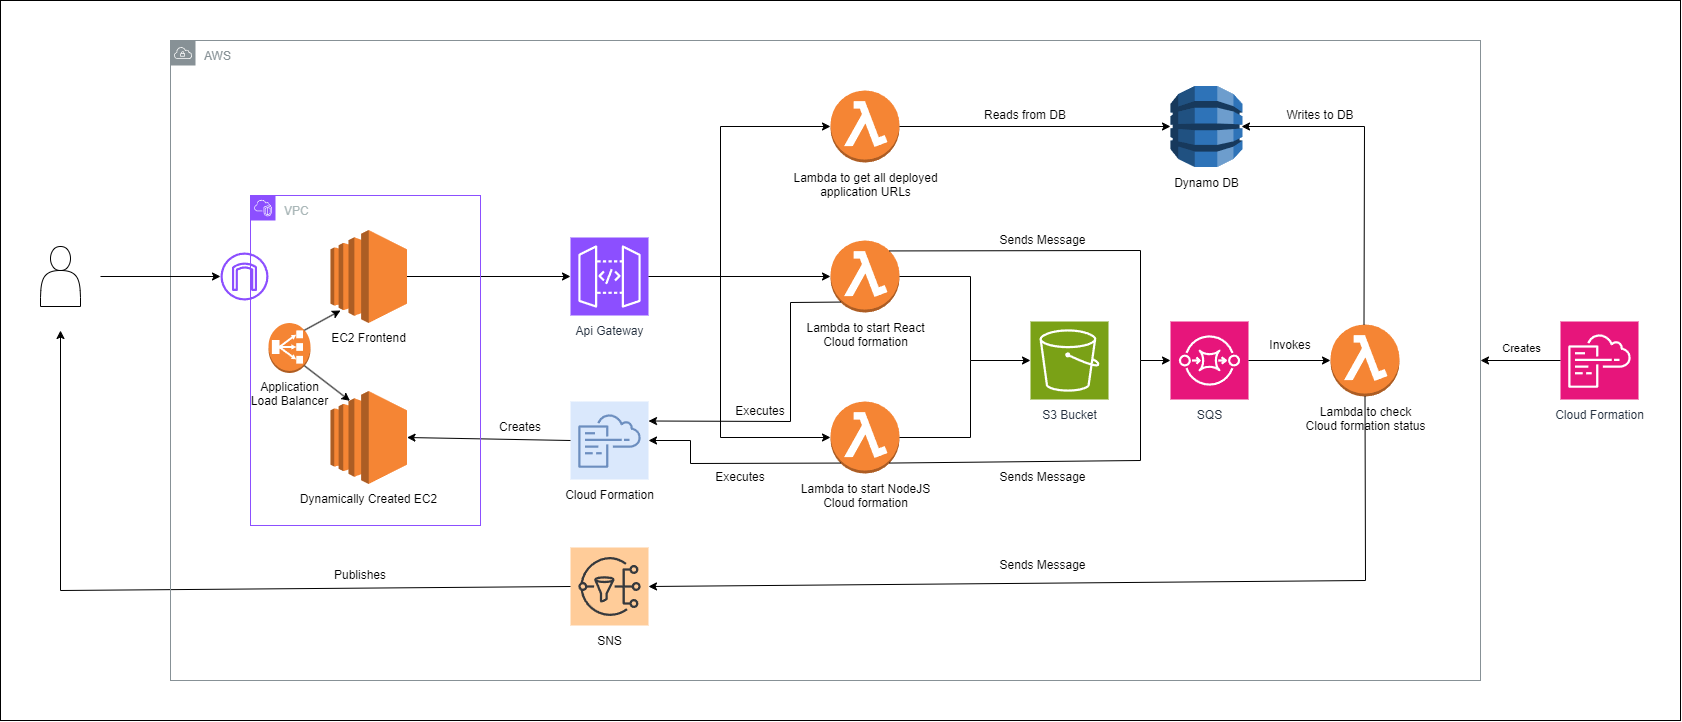 AWS
Reads from DB
Writes to DB
Lambda to get all deployed
application URLs
Dynamo DB
VPC
Sends Message
EC2 Frontend
Api Gateway
Lambda to start React
Cloud formation
Invokes
Creates
Application
Load Balancer
Executes
S3 Bucket
SQS
Lambda to check
Cloud formation status
Cloud Formation
Creates
Dynamically Created EC2
Cloud Formation
Executes
Lambda to start NodeJS
Cloud formation
Sends Message
Publishes
Sends Message
SNS